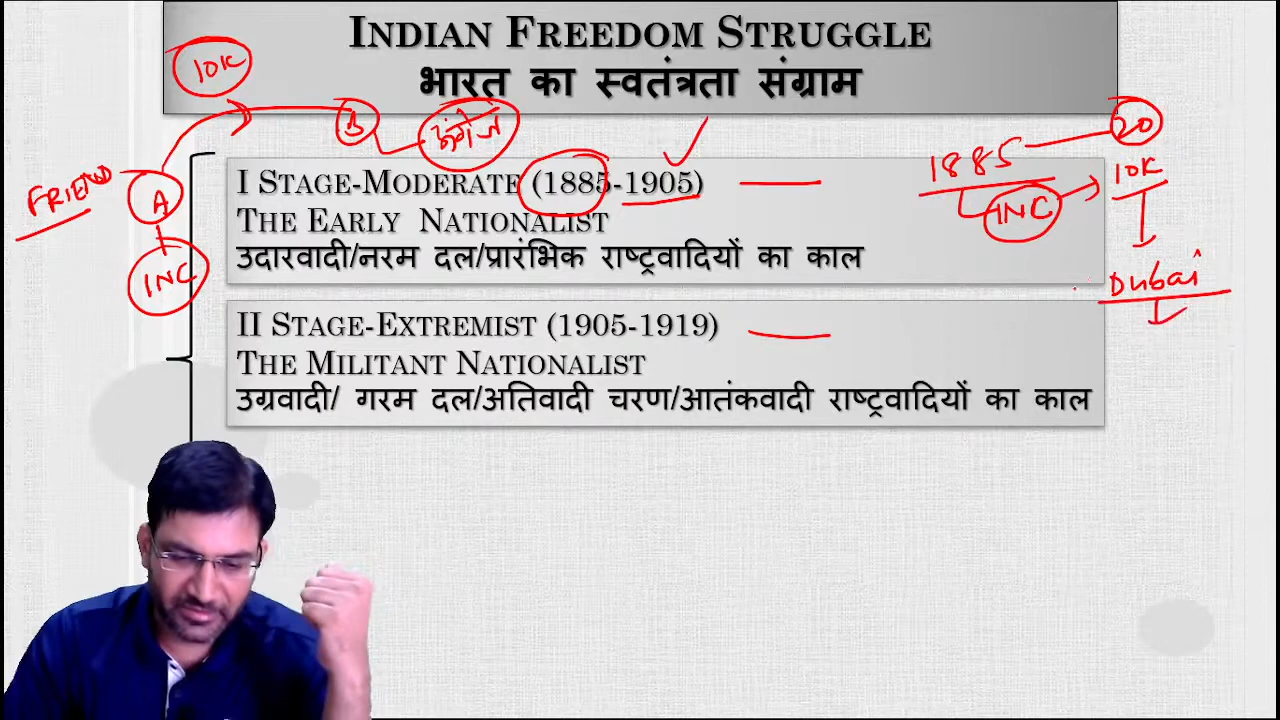 INDIAN FREEDOM STRUGGLE
भारत का स्वतंत्रता संग्राम
10K
B
अंग्रेज
FRIEND
A
INC
1885
20
INC
10K
Dubai
I STAGE-MODERATE (1885-1905)
THE EARLY NATIONALIST
उदारवादी/नरम दल/प्रारंभिक राष्ट्रवादियों का काल
II STAGE-EXTREMIST (1905-1919)
THE MILITANT NATIONALIST
उग्रवादी/ गरम दल/अतिवादी चरण/आतंकवादी राष्ट्रवादियों का काल